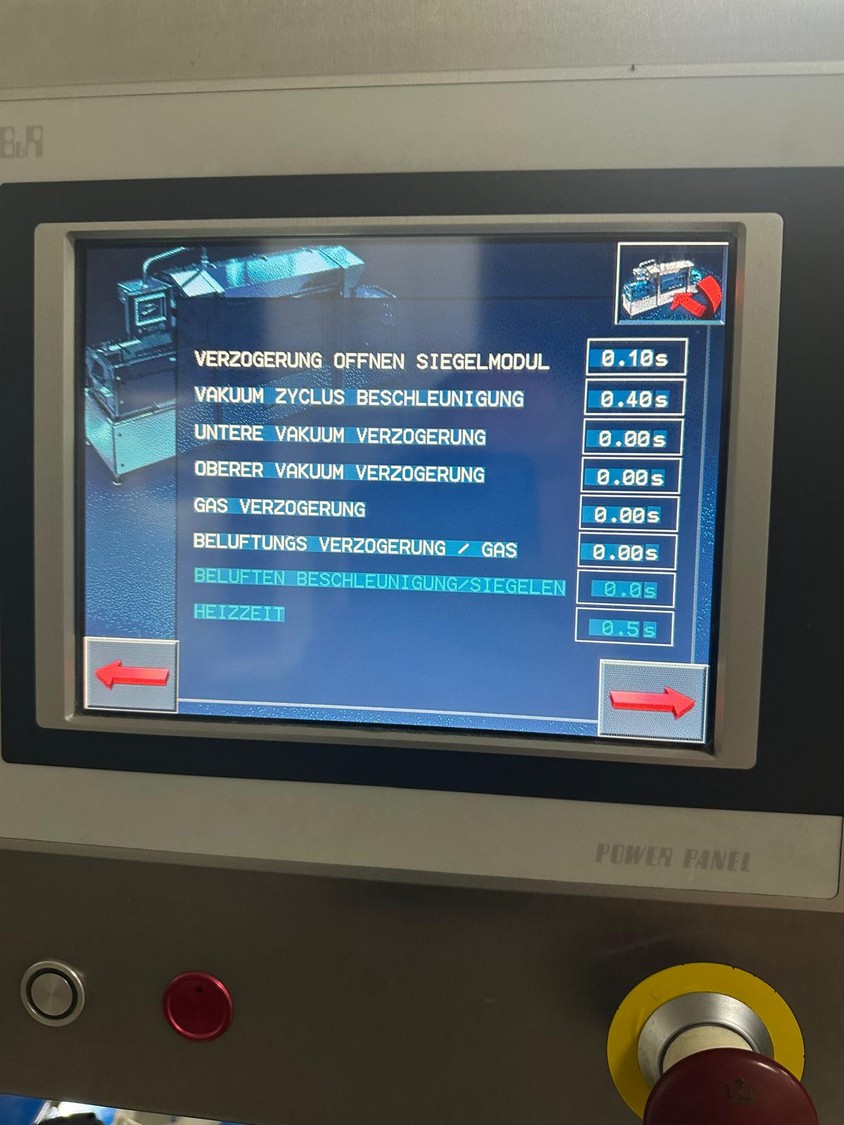 B&R
VERZOGERUNG OFFNEN SIEGELMODUL 0.10s
VAKUUM ZYCLUS BESCHLEUNIGUNG 0.40s
UNTERE VAKUUM VERZOGERUNG 0.00s
OBERER VAKUUM VERZOGERUNG 0.00s
GAS VERZOGERUNG 0.00s
BELUFTUNGS VERZOGERUNG / GAS 0.00s
BELUFTEN BESCHLEUNIGUNG/SIEGELEN 0.0s
HEIZZEIT 0.5s
POWER PANEL